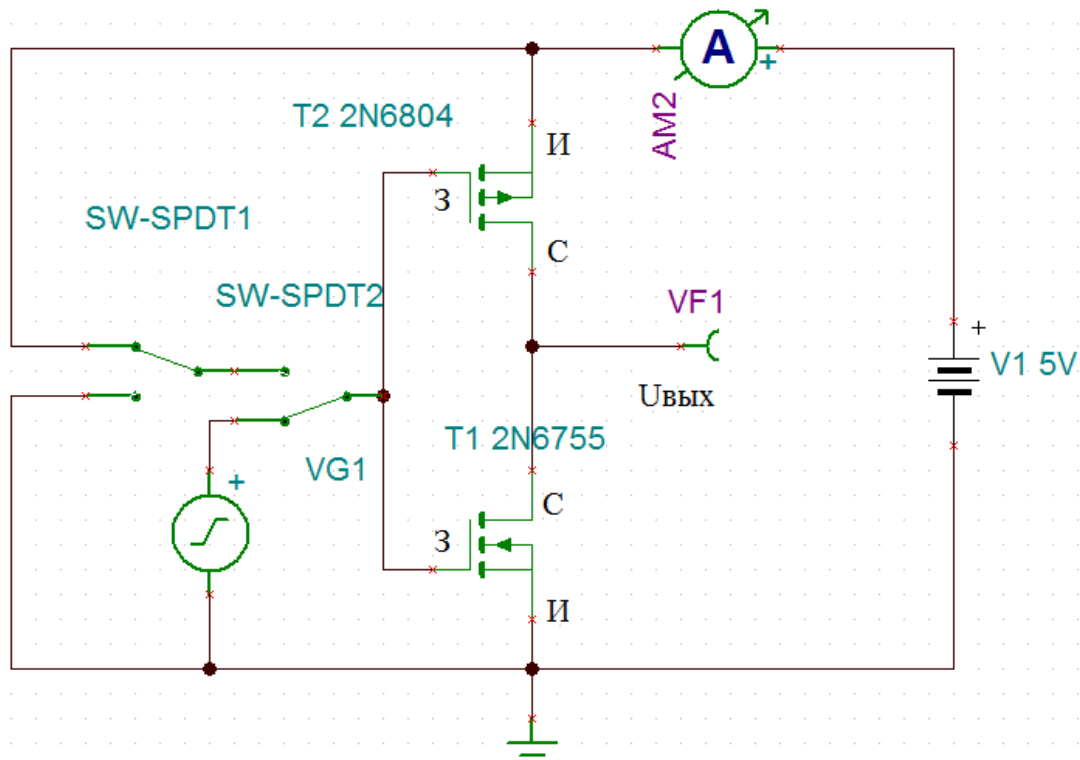 A
+
AM2
T2 2N6804
И
З
С
SW-SPDT1
SW-SPDT2
VF1
+
V1 5V
Uвых
T1 2N6755
VG1
+
С
З
И